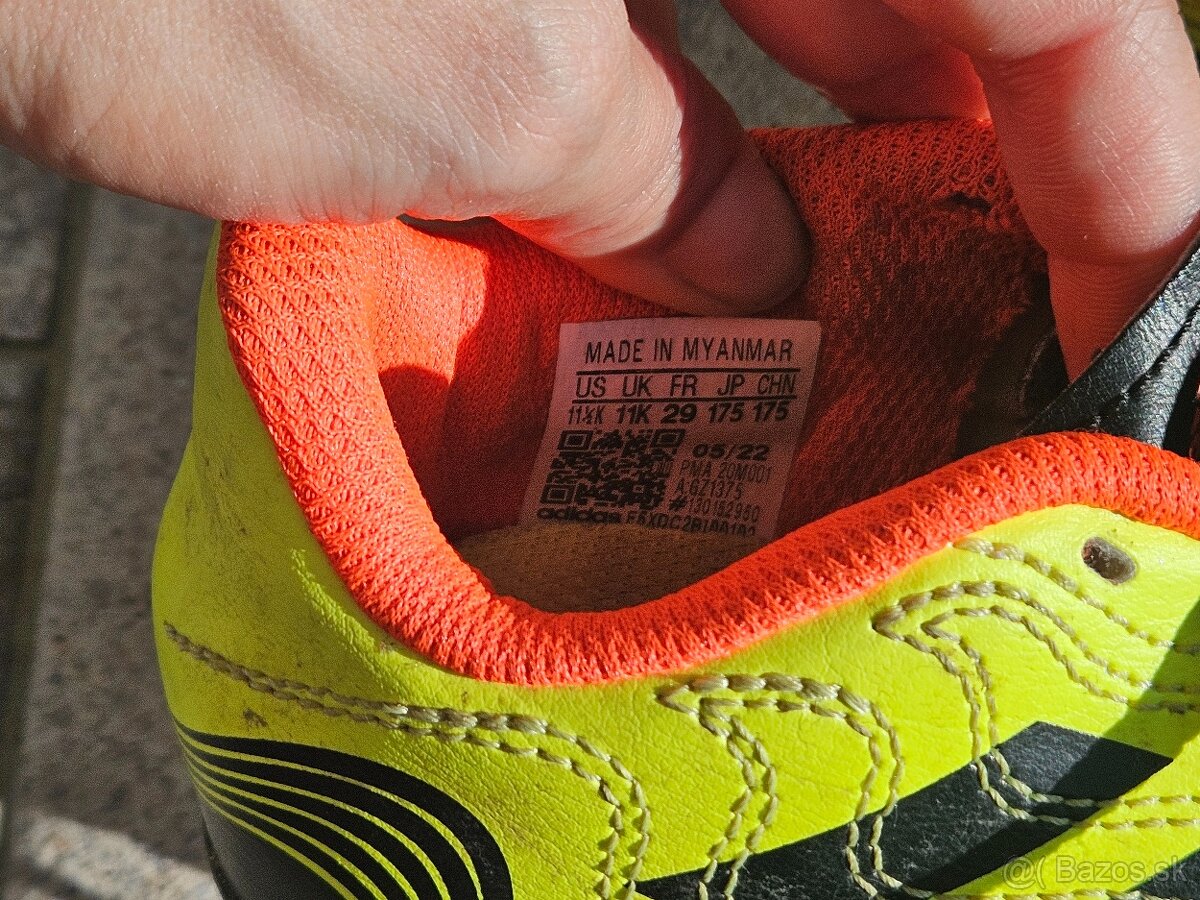 MADE IN MYANMAR
US UK FR JP CHN
11½K 11K 29 175 175
05/22
PMA 20M001
A.GZ1375
#130182960
adidas
@( Bazos.sk